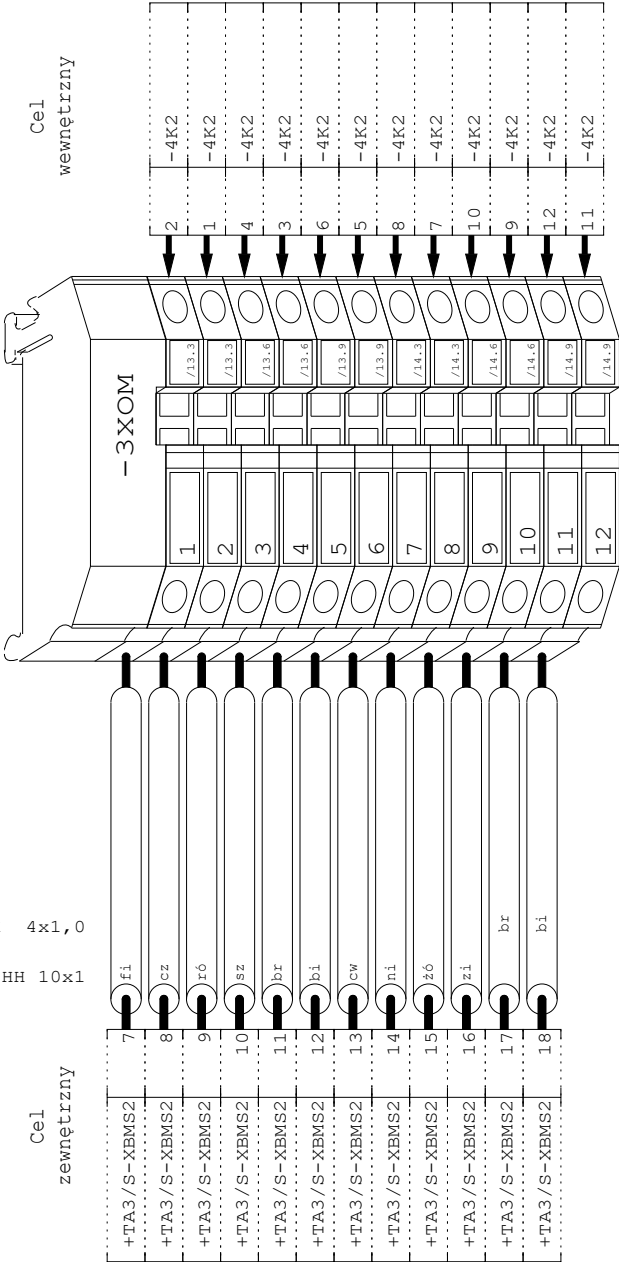 Cel
wewnętrzny
-4K2 -4K2 -4K2 -4K2 -4K2 -4K2 -4K2 -4K2 -4K2 -4K2 -4K2 -4K2
2 1 4 3 6 5 8 7 10 9 12 11
/13.3 /13.3 /13.6 /13.6 /13.9 /13.9 /14.3 /14.3 /14.6 /14.6 /14.9 /14.9
-3XOM
1 2 3 4 5 6 7 8 9 10 11 12
4x1,0
br bi
HH 10x1
fi cz ró sz br bi cw ni żó zi
7 8 9 10 11 12 13 14 15 16 17 18
Cel
zewnętrzny
+TA3/S-XBMS2 +TA3/S-XBMS2 +TA3/S-XBMS2 +TA3/S-XBMS2 +TA3/S-XBMS2 +TA3/S-XBMS2 +TA3/S-XBMS2 +TA3/S-XBMS2 +TA3/S-XBMS2 +TA3/S-XBMS2 +TA3/S-XBMS2 +TA3/S-XBMS2